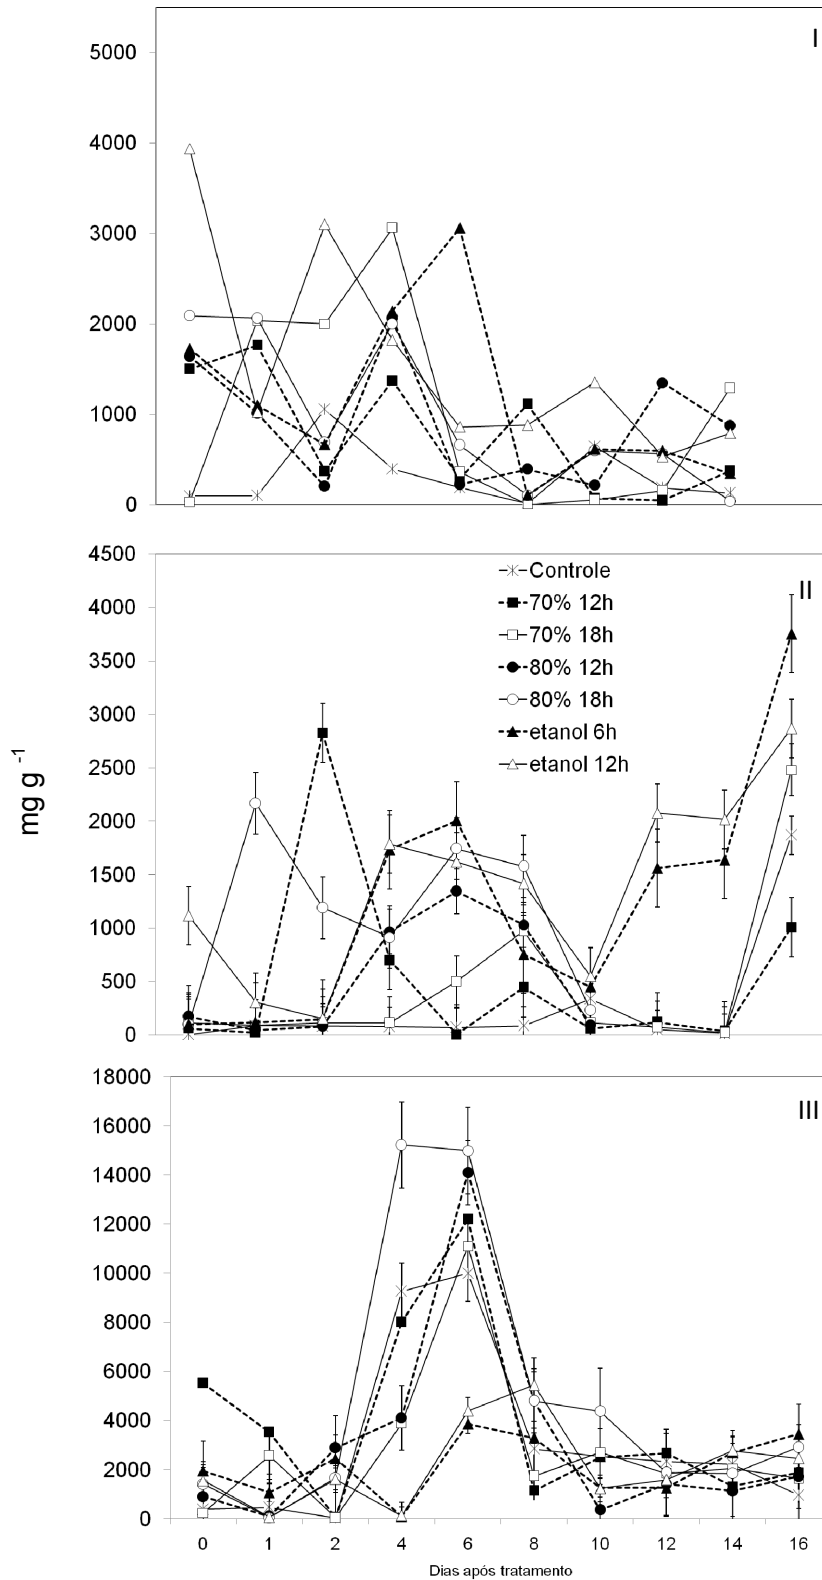 I
5000
4000
3000
2000
1000
0
4500
4000
3500
3000
2500
2000
1500
1000
500
0
II
Controle
70% 12h
70% 18h
80% 12h
80% 18h
etanol 6h
etanol 12h
mg g -1
III
18000
16000
14000
12000
10000
8000
6000
4000
2000
0
0 1 2 4 6 8 10 12 14 16
Dias após tratamento